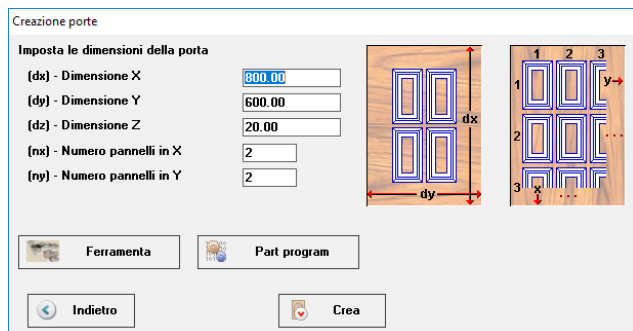 Creazione porte
Imposta le dimensioni della porta
(dx) - Dimensione X 800.00
(dy) - Dimensione Y 600.00
(dz) - Dimensione Z 20.00
(nx) - Numero pannelli in X 2
(ny) - Numero pannelli in Y 2
dx
dy
1 2 3
1 y
2 ...
3 x ...
Ferramenta Part program
Indietro Crea